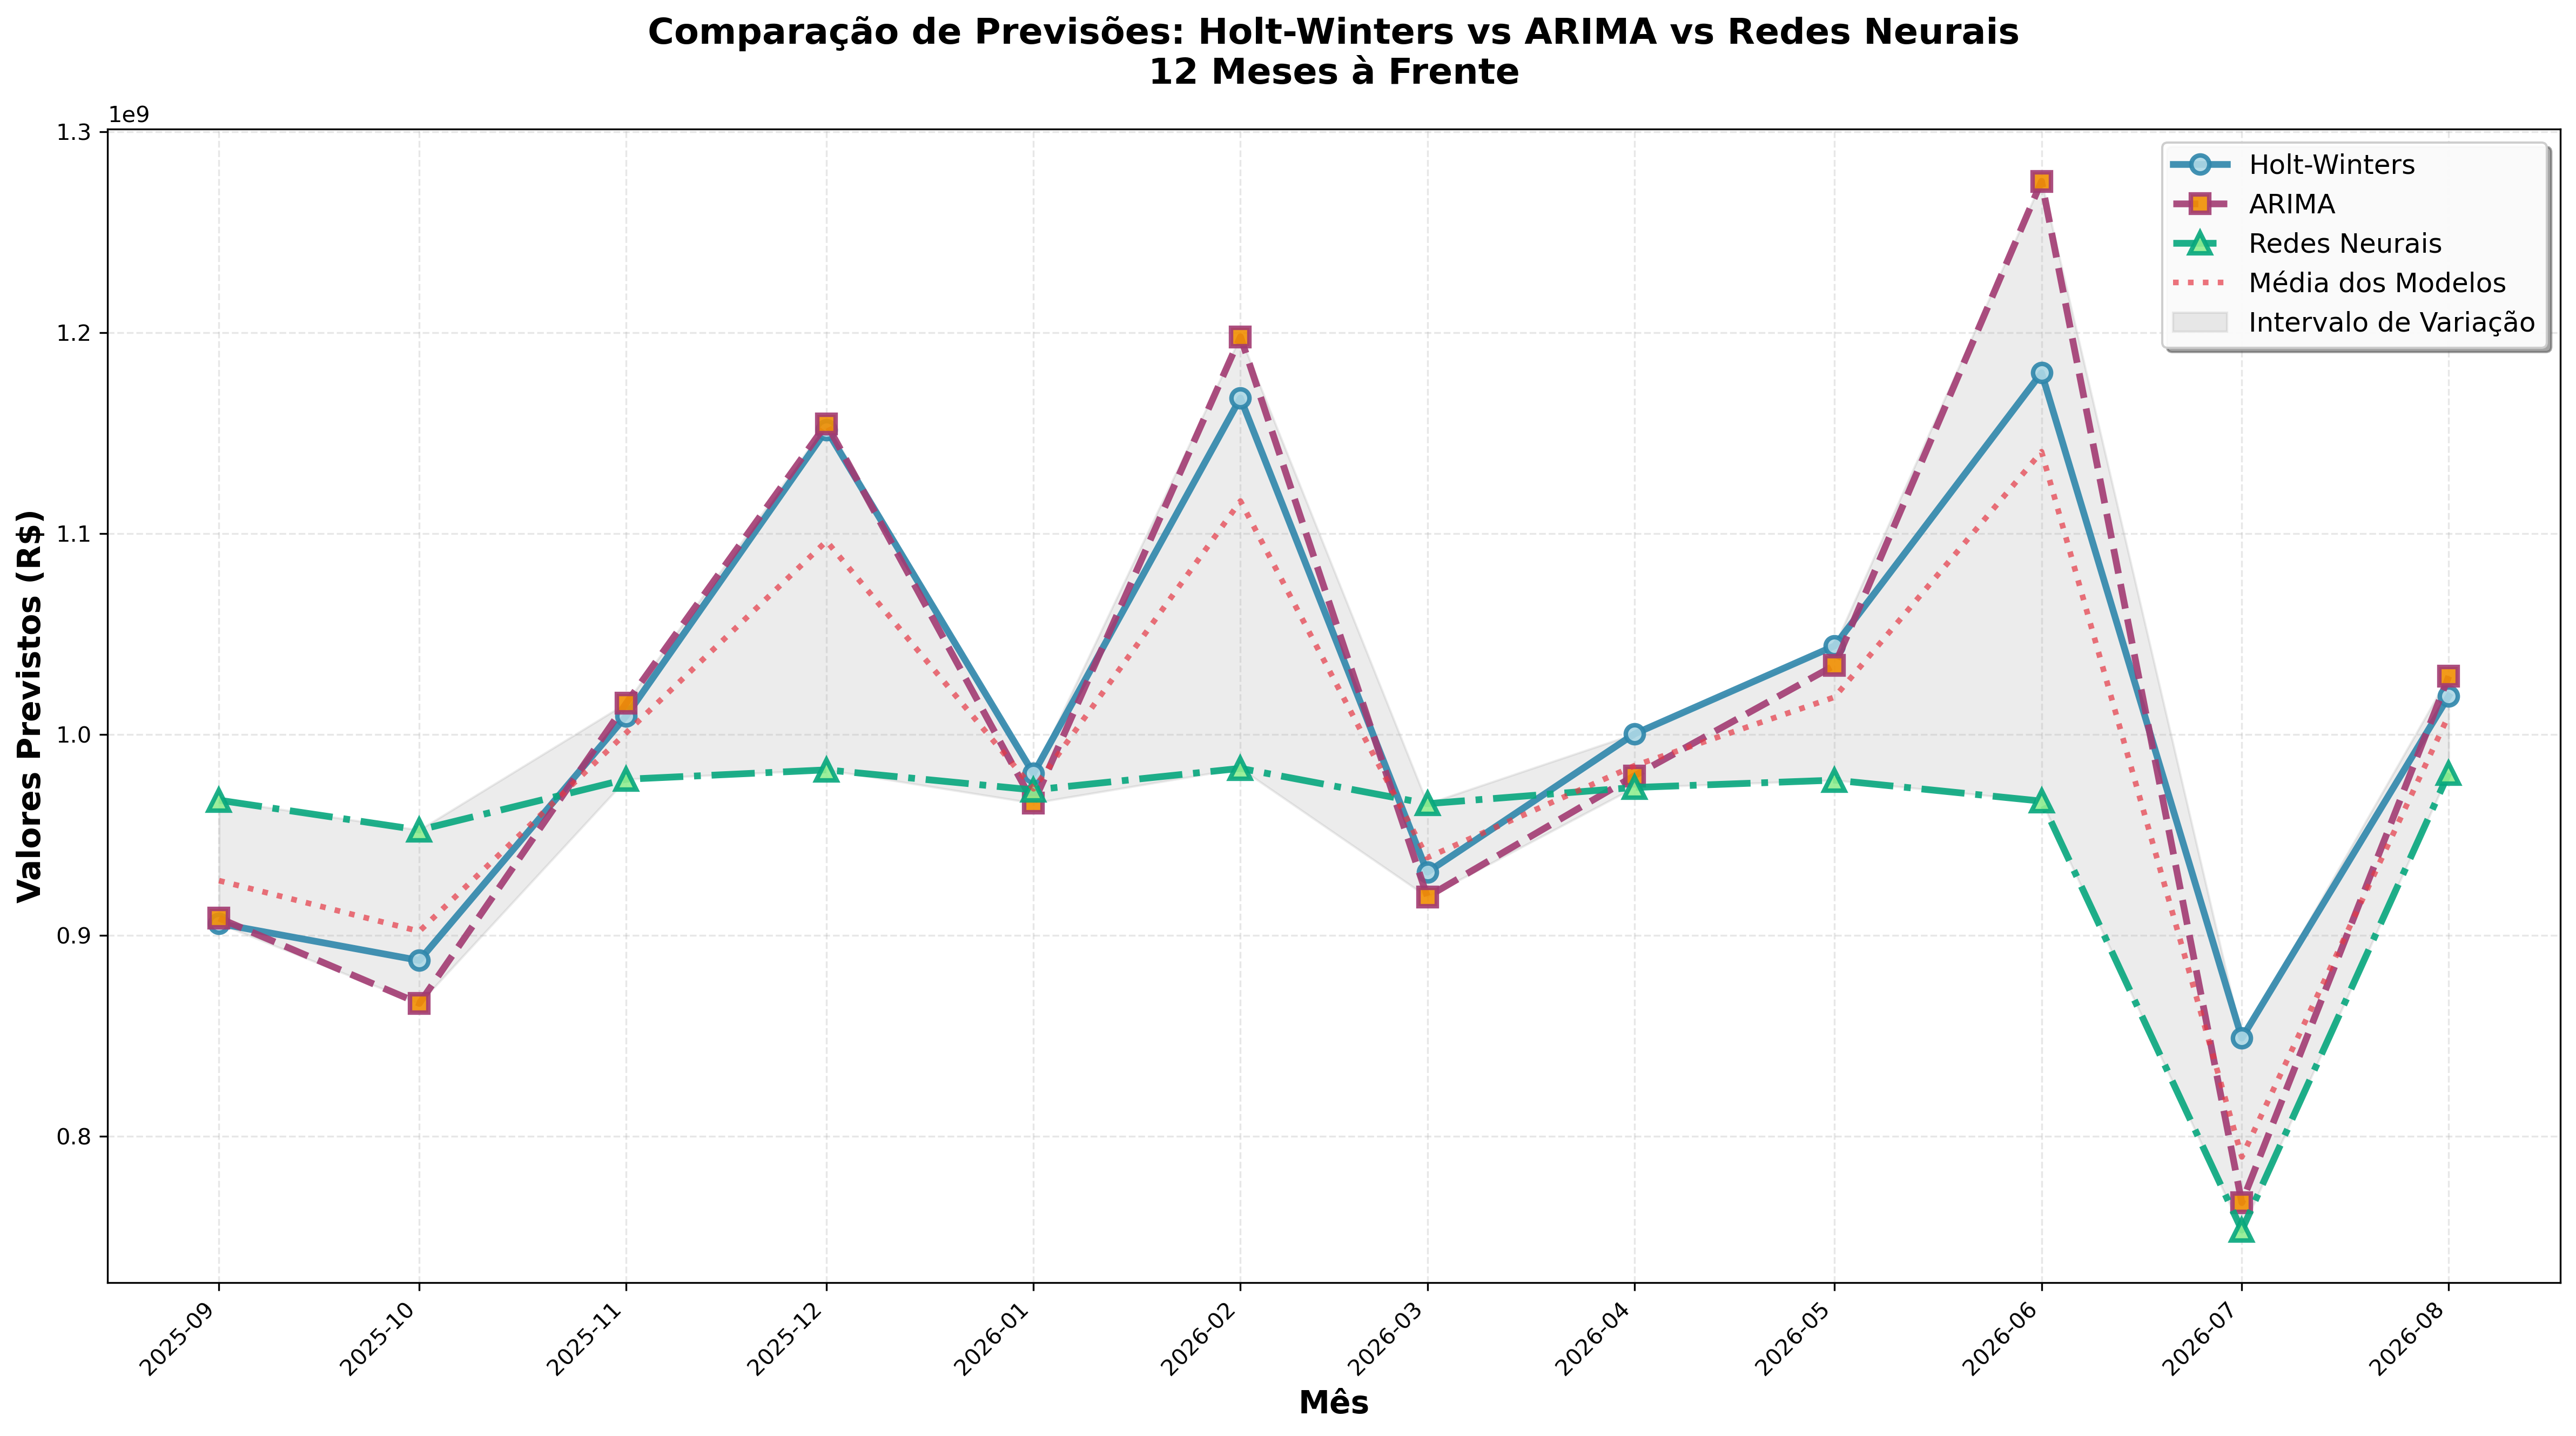 Comparação de Previsões: Holt-Winters vs ARIMA vs Redes Neurais
12 Meses à Frente
1e9
1.3
1.2
1.1
1.0
0.9
0.8
Valores Previstos (R$)
Holt-Winters
ARIMA
Redes Neurais
Média dos Modelos
Intervalo de Variação
2025-09
2025-10
2025-11
2025-12
2026-01
2026-02
2026-03
2026-04
2026-05
2026-06
2026-07
2026-08
Mês